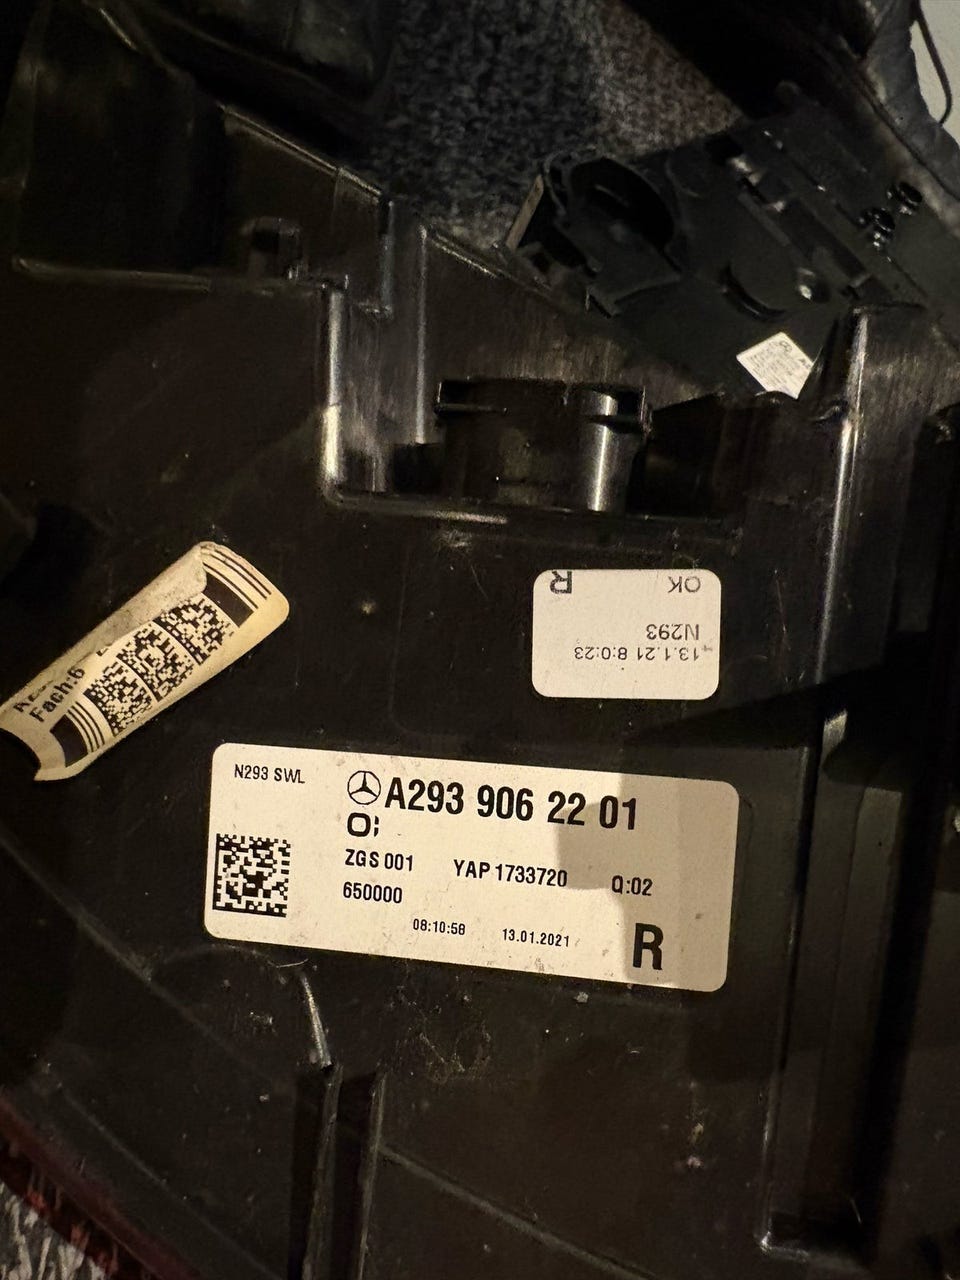 Fach:6
R OK
N293
13.1.21 8:0:23
N293 SWL
A293 906 22 01
ZGS 001 YAP 1733720 Q:02
650000
08:10:58 13.01.2021
R